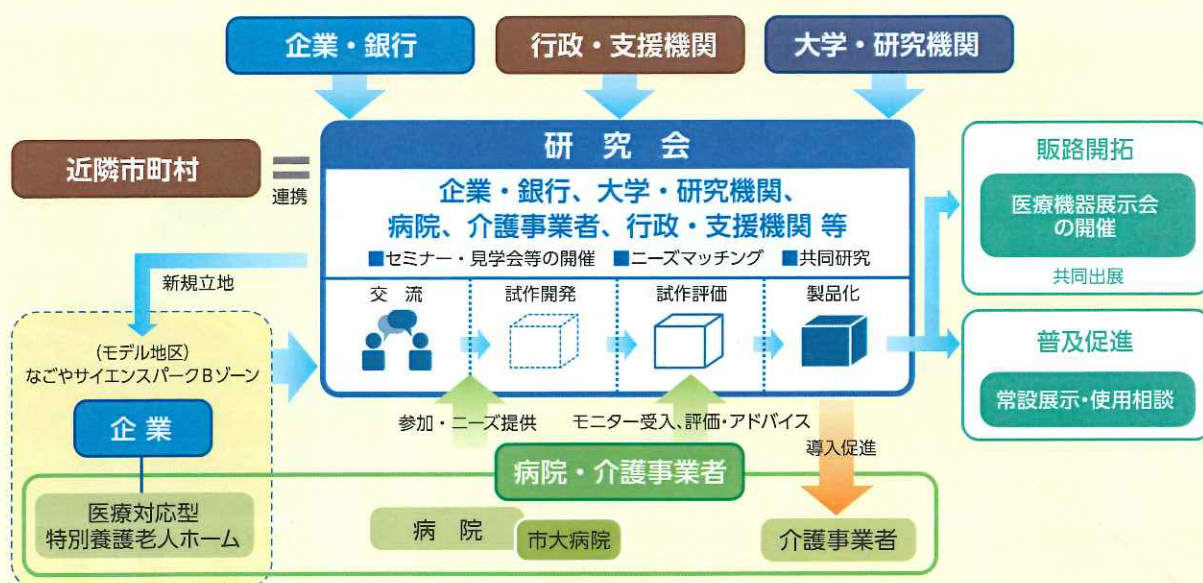 企業・銀行
行政・支援機関
大学・研究機関
近隣市町村
連携
研究会
企業・銀行、大学・研究機関、
病院、介護事業者、行政・支援機関 等
■セミナー・見学会等の開催 ■ニーズマッチング ■共同研究
交流
試作開発
試作評価
製品化
販路開拓
医療機器展示会
の開催
共同出展
普及促進
常設展示・使用相談
新規立地
(モデル地区)
なごやサイエンスパークBゾーン
企業
参加・ニーズ提供
モニター受入、評価・アドバイス
導入促進
病院・介護事業者
医療対応型
特別養護老人ホーム
病院
市大病院
介護事業者